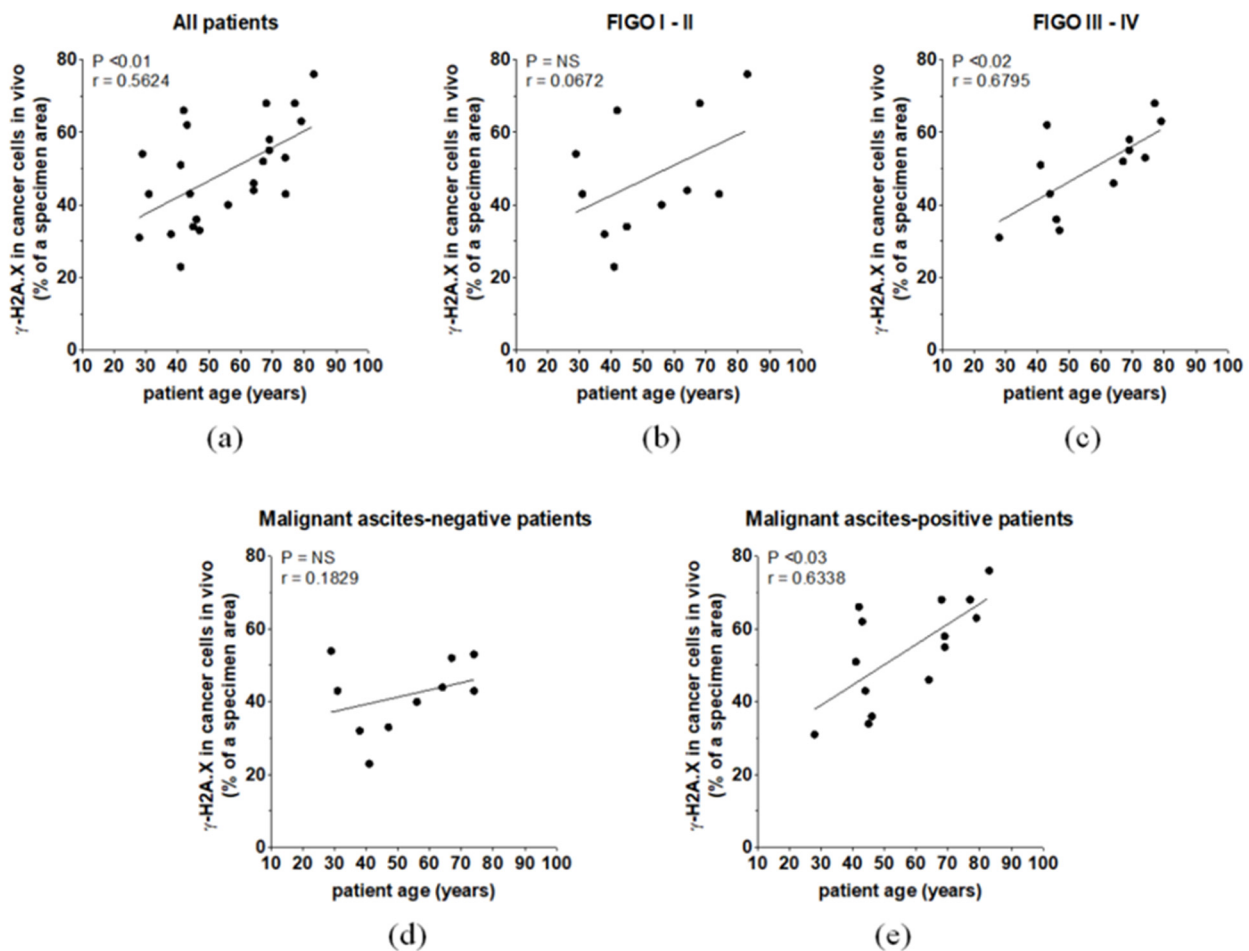 All patients
P <0.01
r = 0.5624
γ-H2A.X in cancer cells in vivo
(% of a specimen area)
80
60
40
20
0
10 20 30 40 50 60 70 80 90 100
patient age (years)
(a)
FIGO I - II
P = NS
r = 0.0672
γ-H2A.X in cancer cells in vivo
(% of a specimen area)
80
60
40
20
0
10 20 30 40 50 60 70 80 90 100
patient age (years)
(b)
FIGO III - IV
P <0.02
r = 0.6795
γ-H2A.X in cancer cells in vivo
(% of a specimen area)
80
60
40
20
0
10 20 30 40 50 60 70 80 90 100
patient age (years)
(c)
Malignant ascites-negative patients
P = NS
r = 0.1829
γ-H2A.X in cancer cells in vivo
(% of a specimen area)
80
60
40
20
0
10 20 30 40 50 60 70 80 90 100
patient age (years)
(d)
Malignant ascites-positive patients
P <0.03
r = 0.6338
γ-H2A.X in cancer cells in vivo
(% of a specimen area)
80
60
40
20
0
10 20 30 40 50 60 70 80 90 100
patient age (years)
(e)